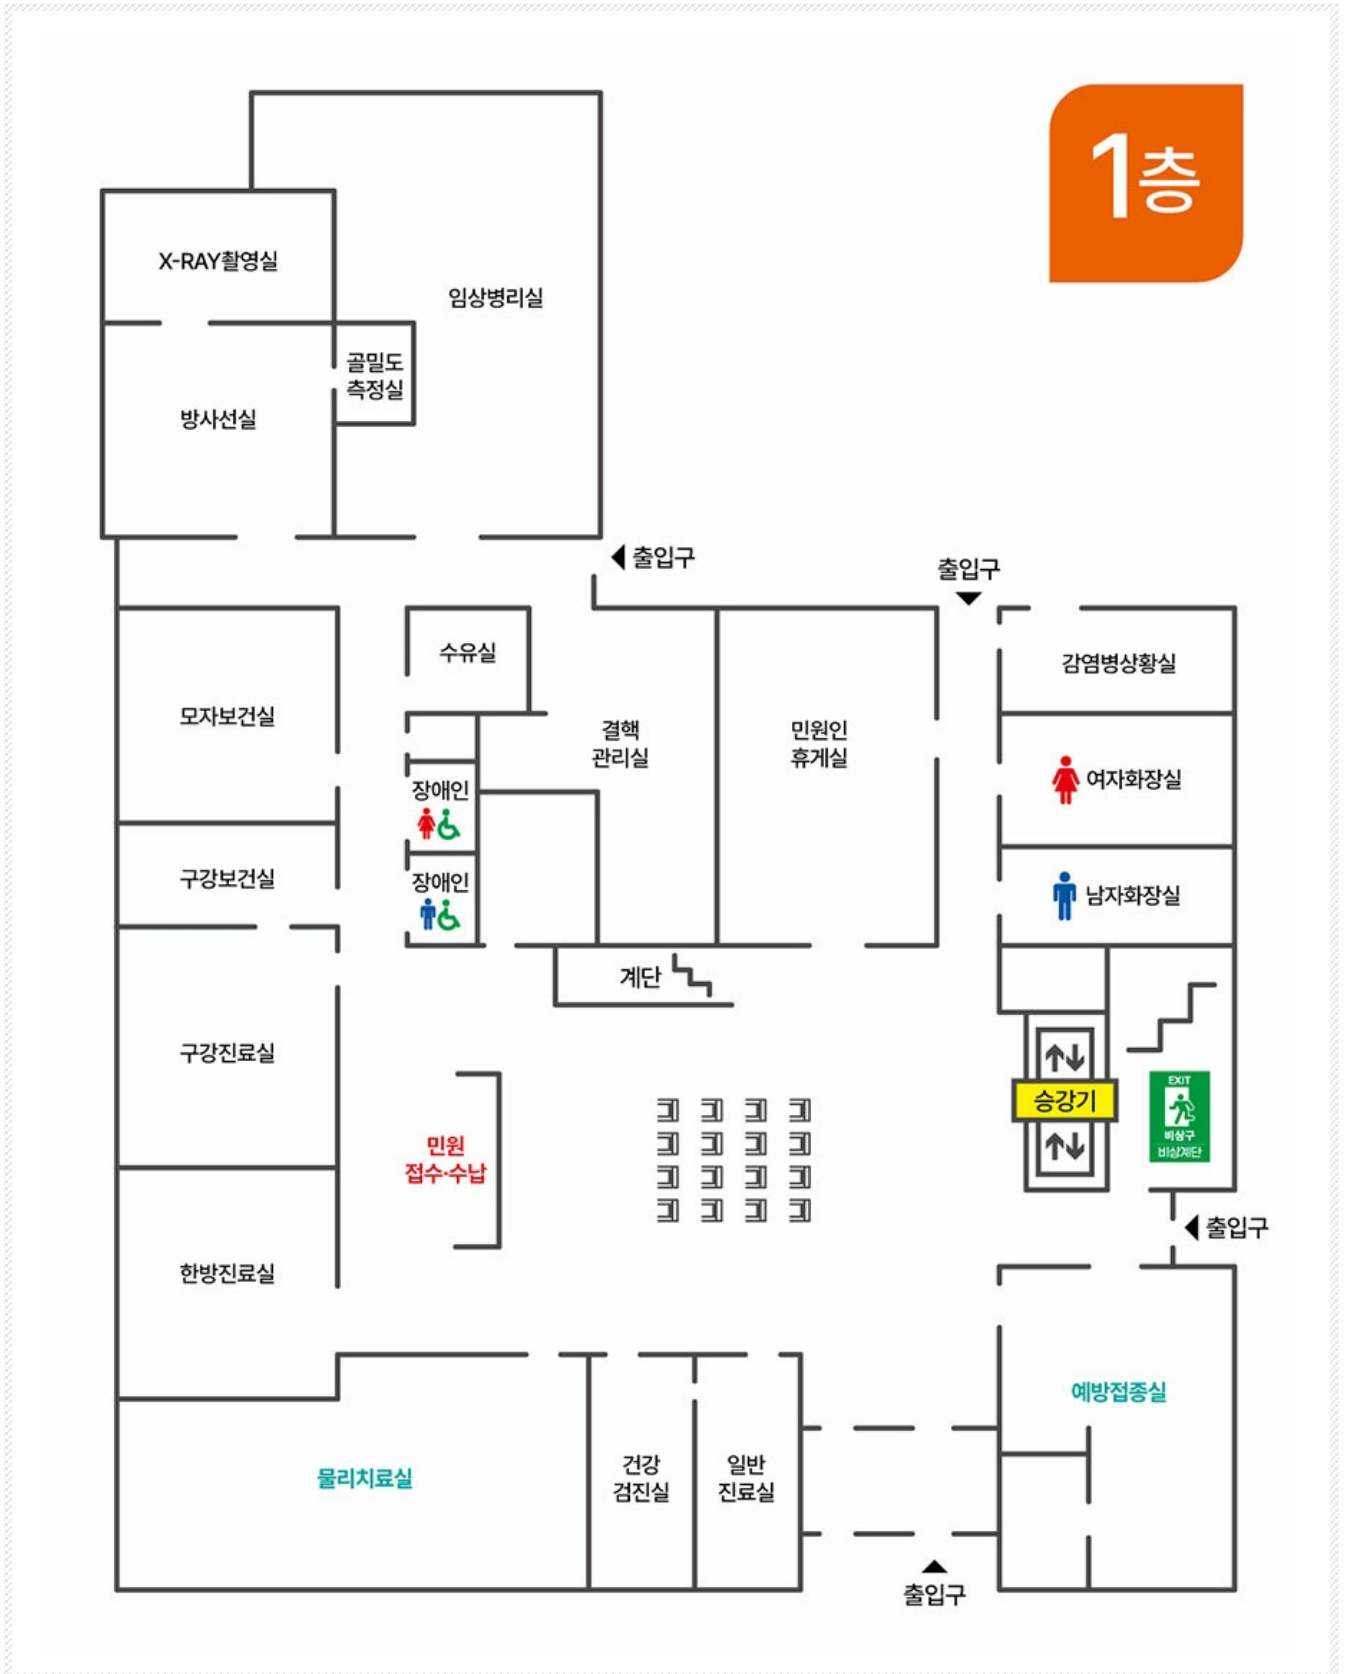 1층
X-RAY촬영실
임상병리실
골밀도
측정실
방사선실
출입구
출입구
수유실
감염병상황실
모자보건실
결핵
관리실
민원인
휴게실
여자화장실
장애인
구강보건실
장애인
남자화장실
계단
구강진료실
EXIT
비상구
비상계단
승강기
민원
접수·수납
출입구
한방진료실
예방접종실
물리치료실
건강
검진실
일반
진료실
출입구